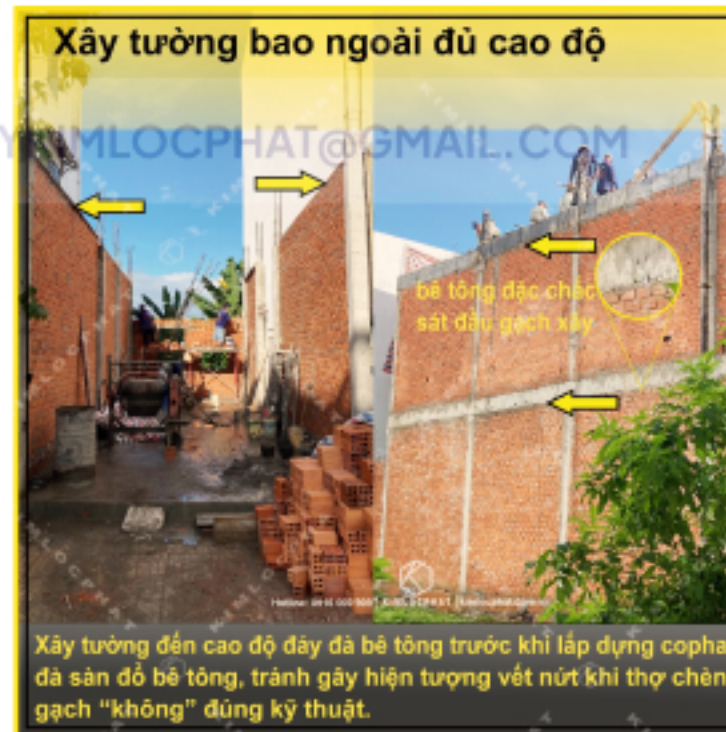 Xây tường bao ngoài đủ cao độ
KIMLOCPHAT@GMAIL.COM
bê tông đặc chắc
sát đầu gạch xây
KIMLOCPHAT
Xây tường đến cao độ đáy đà bê tông trước khi lắp dựng copha
đà sàn đổ bê tông, tránh gây hiện tượng vết nứt khi thợ chèn
gạch “không” đúng kỹ thuật.